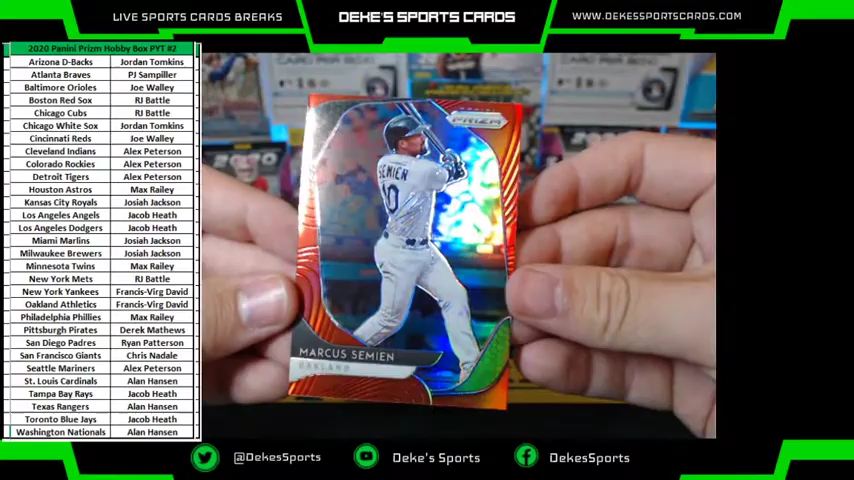 LIVE SPORTS CARDS BREAKS
DEKE'S SPORTS CARDS
WWW.DEKESSPORTSCARDS.COM
2020 Panini Prizm Hobby Box PYT #2
Arizona D-Backs Jordan Tomkins
Atlanta Braves PJ Sampiller
Baltimore Orioles Joe Walley
Boston Red Sox RJ Battle
Chicago Cubs RJ Battle
Chicago White Sox Jordan Tomkins
Cincinnati Reds Joe Walley
Cleveland Indians Alex Peterson
Colorado Rockies Alex Peterson
Detroit Tigers Alex Peterson
Houston Astros Max Railey
Kansas City Royals Josiah Jackson
Los Angeles Angels Jacob Heath
Los Angeles Dodgers Jacob Heath
Miami Marlins Josiah Jackson
Milwaukee Brewers Josiah Jackson
Minnesota Twins Max Railey
New York Mets RJ Battle
New York Yankees Francis-Virg David
Oakland Athletics Francis-Virg David
Philadelphia Phillies Max Railey
Pittsburgh Pirates Derek Mathews
San Diego Padres Ryan Patterson
San Francisco Giants Chris Nadale
Seattle Mariners Alex Peterson
St. Louis Cardinals Alan Hansen
Tampa Bay Rays Jacob Heath
Texas Rangers Alan Hansen
Toronto Blue Jays Jacob Heath
Washington Nationals Alan Hansen
PRIZM
SEMIEN
10
MARCUS SEMIEN
OAKLAND
2020
@DekesSports
Deke's Sports
DekesSports